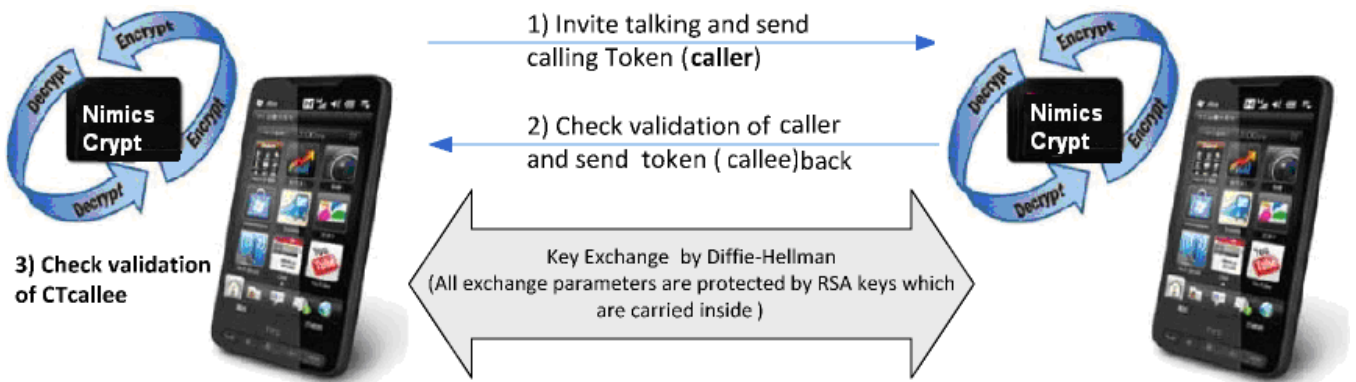 Encrypt
Decrypt
Encrypt
Decrypt
Nimics
Crypt
3) Check validation
of CTcallee
1) Invite talking and send
calling Token (caller)
2) Check validation of caller
and send token ( callee)back
Key Exchange by Diffie-Hellman
(All exchange parameters are protected by RSA keys which
are carried inside )
Encrypt
Decrypt
Encrypt
Decrypt
Nimics
Crypt